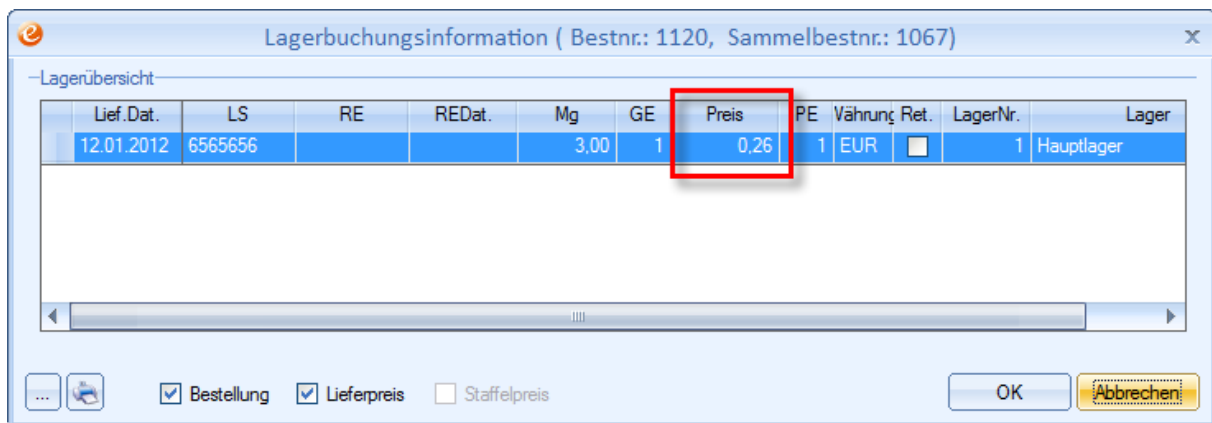 Lagerbuchungsinformation ( Bestnr.: 1120, Sammelbestnr.: 1067) x
Lagerübersicht
Lief.Dat. LS RE REDat. Mg GE Preis PE Währung Ret. LagerNr. Lager
12.01.2012 6565656 3,00 1 0,26 1 EUR 1 Hauptlager
... Bestellung Lieferpreis Staffelpreis OK Abbrechen